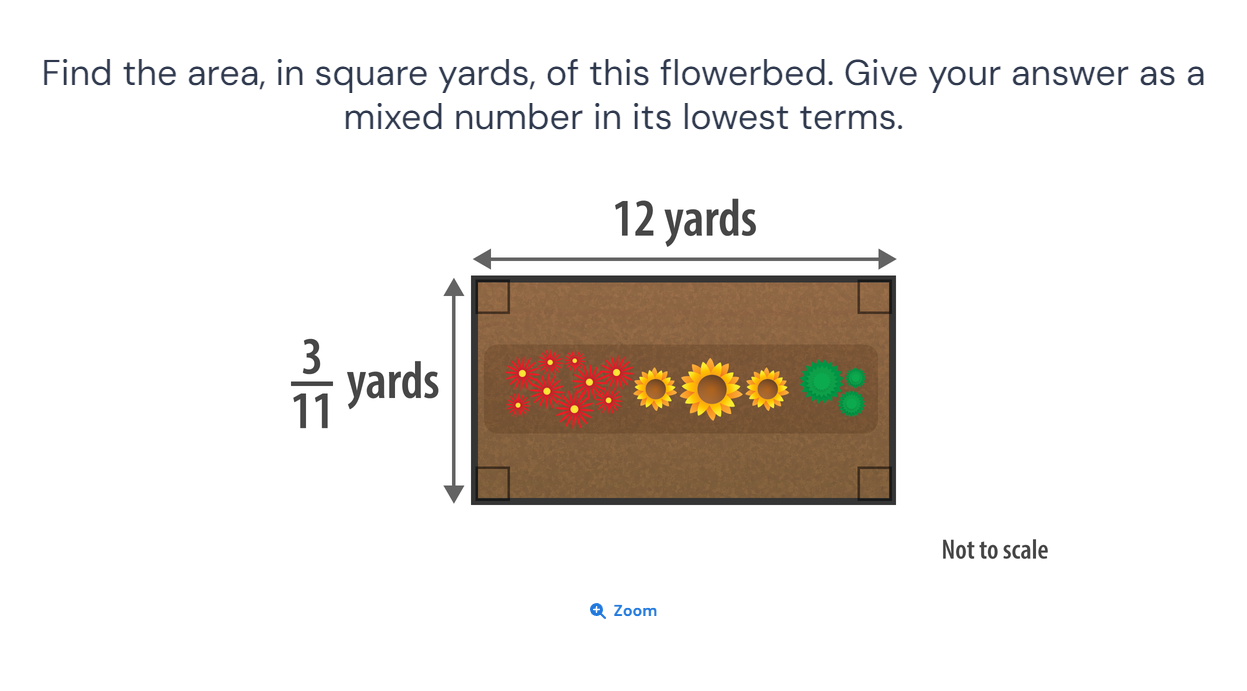 Find the area, in square yards, of this flowerbed. Give your answer as a
mixed number in its lowest terms.
12 yards
3
11
yards
Not to scale
Zoom